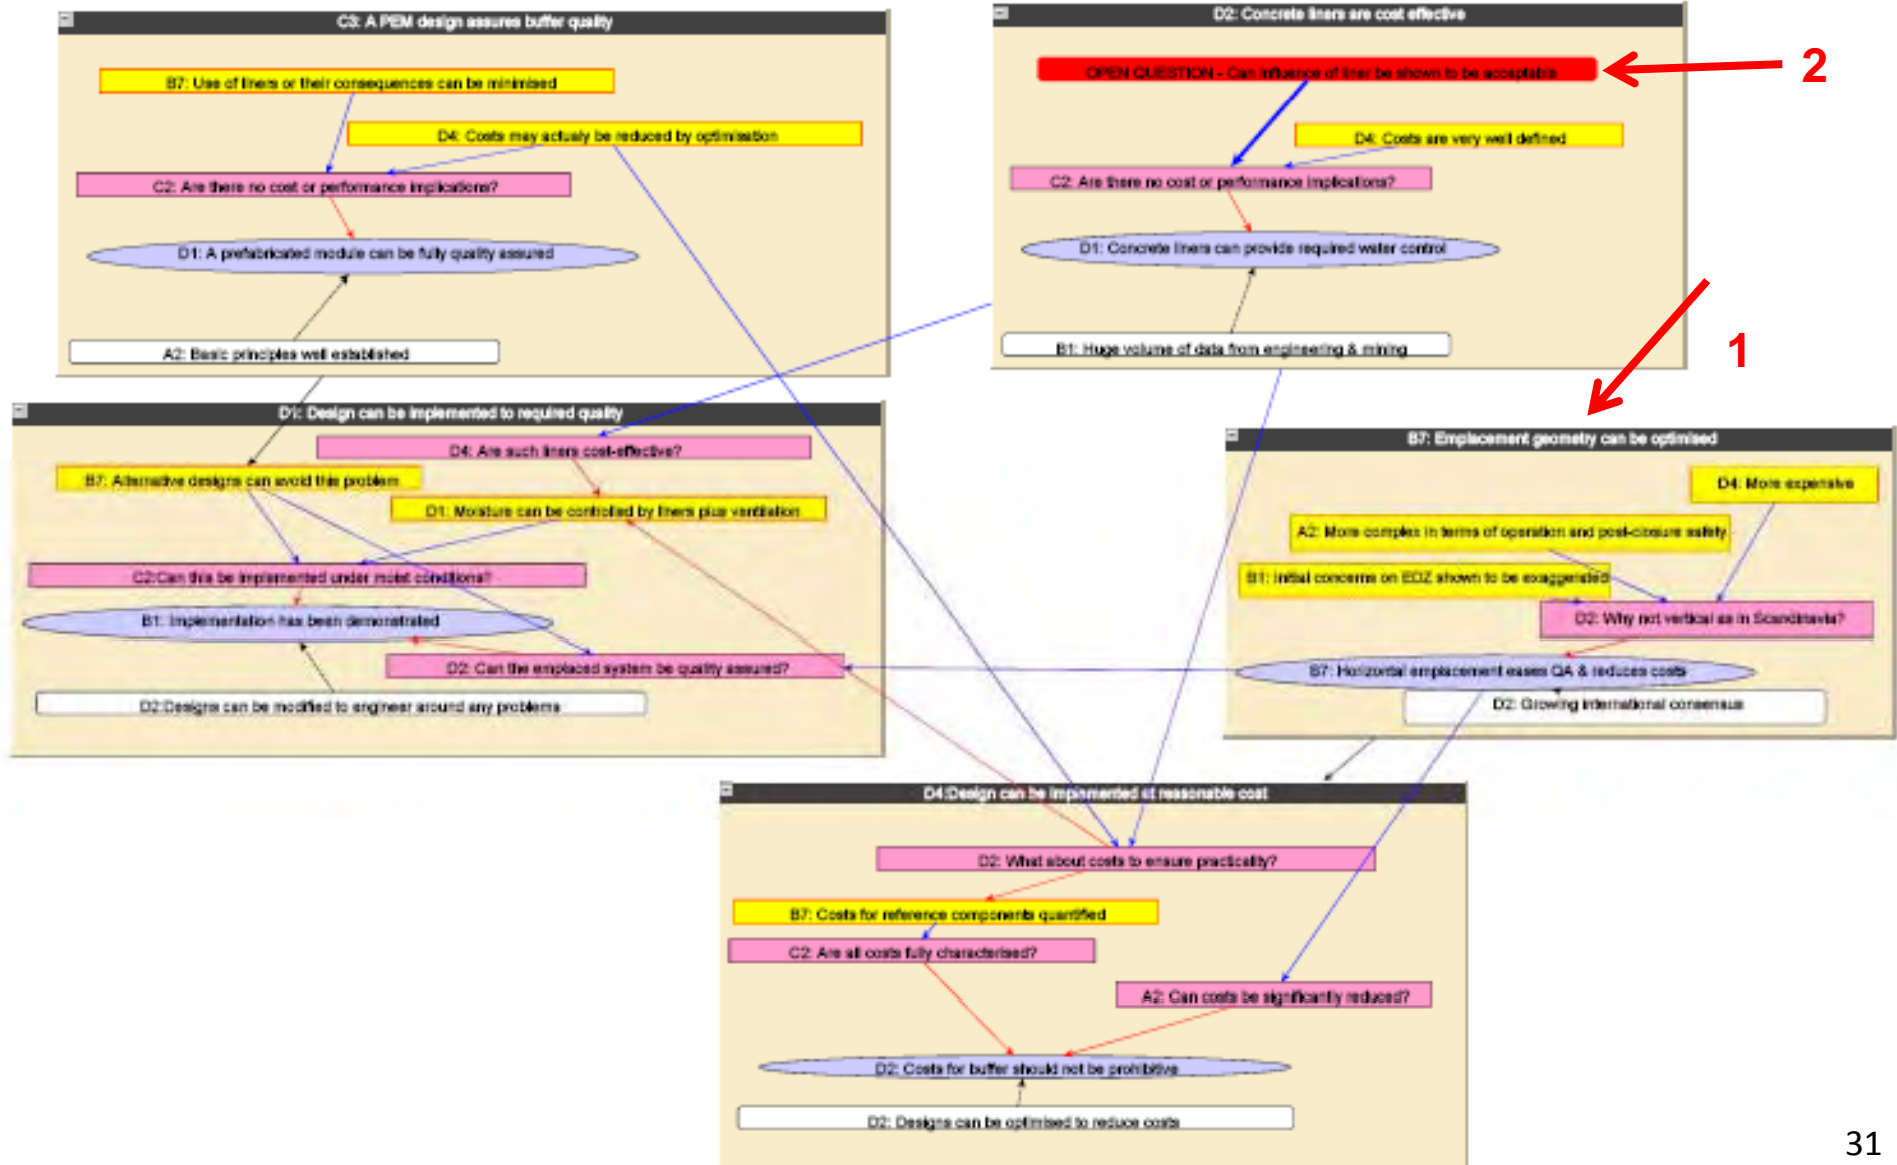 C3: A PEM design assures buffer quality
B7: Use of liners or their consequences can be minimised
D4: Costs may actualy be reduced by optimisation
C2: Are there no cost or performance implications?
D1: A prefabricated module can be fully quality assured
A2: Basic principles well established
D2: Concrete liners are cost effective
OPEN QUESTION - Can influence of liner be shown to be acceptable
2
D4: Costs are very well defined
C2: Are there no cost or performance implications?
D1: Concrete liners can provide required water control
B1: Huge volume of data from engineering & mining
1
D1: Design can be implemented to required quality
D4: Are such liners cost-effective?
B7: Alternative designs can avoid this problem
D1: Moisture can be controlled by liners plus ventilation
C2:Can this be implemented under moist conditions?
B1: Implementation has been demonstrated
D2: Can the emplaced system be quality assured?
D2:Designs can be modified to engineer around any problems
B7: Emplacement geometry can be optimised
D4: More expensive
A2: More complex in terms of operation and post-closure safety
B1: Initial concerns on EDZ shown to be exaggerated
D2: Why not vertical as in Scandinavia?
B7: Horizontal emplacement eases QA & reduces costs
D2: Growing international consensus
D4:Design can be implemented at reasonable cost
D2: What about costs to ensure practicality?
B7: Costs for reference components quantified
C2: Are all costs fully characterised?
A2: Can costs be significantly reduced?
D2: Costs for buffer should not be prohibitive
D2: Designs can be optimised to reduce costs
31